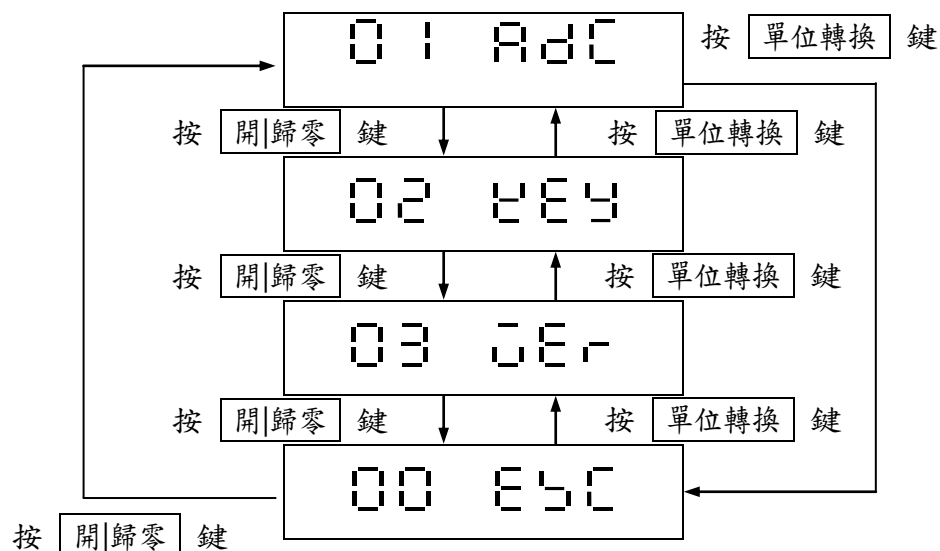 01 AdC 按 單位轉換 鍵
按 開|歸零 鍵 按 單位轉換 鍵
02 KEY
按 開|歸零 鍵 按 單位轉換 鍵
03 VEr
按 開|歸零 鍵 按 單位轉換 鍵
00 ESC
按 開|歸零 鍵